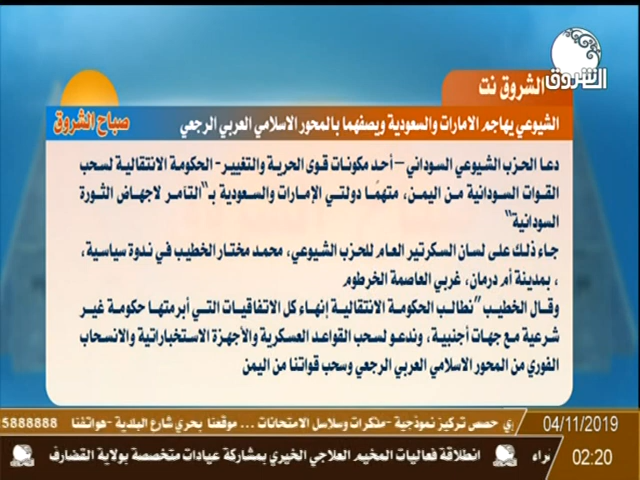 الشروق
الشروق نت
صباح الشروق
الشيوعي يهاجم الامارات والسعودية ويصفهما بالمحور الاسلامي العربي الرجعي
دعا الحزب الشيوعي السوداني – أحد مكونات قوى الحرية والتغيير- الحكومة الانتقالية لسحب
القوات السودانية من اليمن، متهمًا دولتي الإمارات والسعودية بـ"التآمر لاجهاض الثورة
السودانية"
جاء ذلك على لسان السكرتير العام للحزب الشيوعي، محمد مختار الخطيب في ندوة سياسية،
، بمدينة أم درمان، غربي العاصمة الخرطوم
وقال الخطيب "نطالب الحكومة الانتقالية إنهاء كل الاتفاقيات التي أبرمتها حكومة غير
شرعية مع جهات أجنبية، وندعو لسحب القواعد العسكرية والأجهزة الاستخباراتية والانسحاب
الفوري من المحور الاسلامي العربي الرجعي وسحب قواتنا من اليمن
حصص تركيز نموذجية -مذكرات وسلاسل الامتحانات ... موقعنا بحري شارع البلدية -هواتفنا 5888888
04/11/2019
انطلاقة فعاليات المخيم العلاجي الخيري بمشاركة عيادات متخصصة بولاية القضارف
02:20